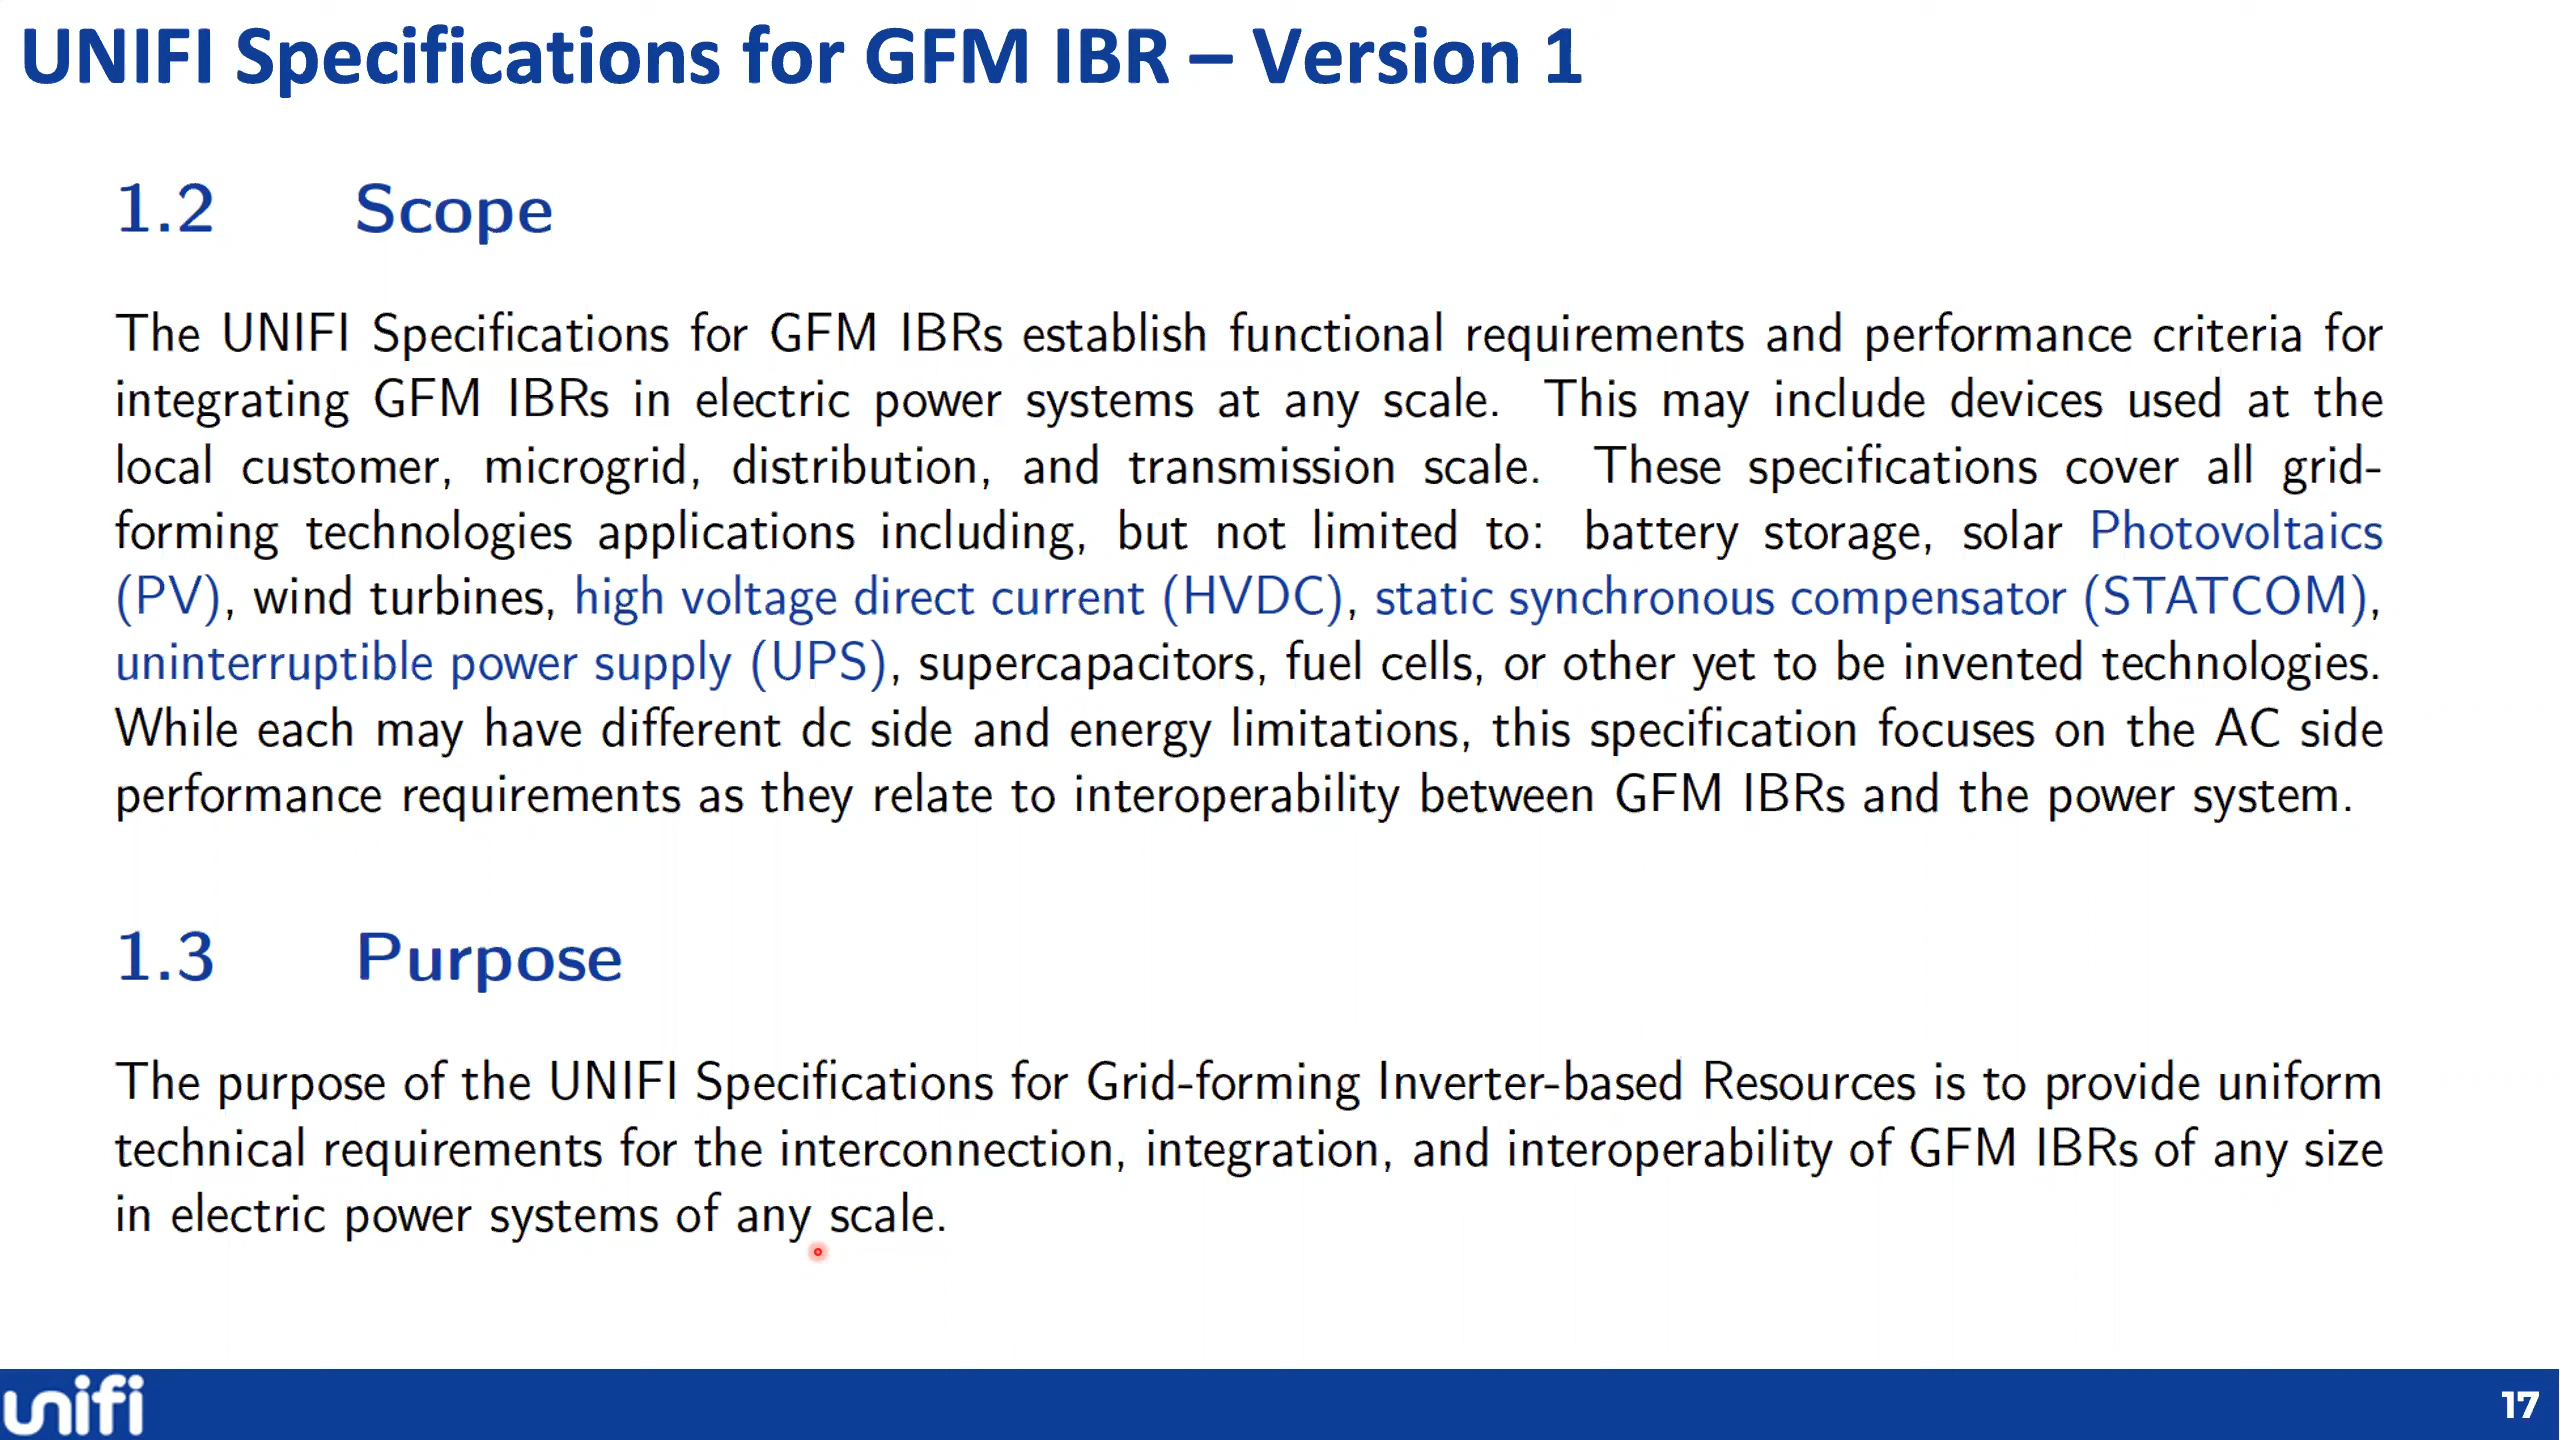 UNIFI Specifications for GFM IBR – Version 1
1.2 Scope
The UNIFI Specifications for GFM IBRs establish functional requirements and performance criteria for
integrating GFM IBRs in electric power systems at any scale. This may include devices used at the
local customer, microgrid, distribution, and transmission scale. These specifications cover all grid-
forming technologies applications including, but not limited to: battery storage, solar Photovoltaics
(PV), wind turbines, high voltage direct current (HVDC), static synchronous compensator (STATCOM),
uninterruptible power supply (UPS), supercapacitors, fuel cells, or other yet to be invented technologies.
While each may have different dc side and energy limitations, this specification focuses on the AC side
performance requirements as they relate to interoperability between GFM IBRs and the power system.
1.3 Purpose
The purpose of the UNIFI Specifications for Grid-forming Inverter-based Resources is to provide uniform
technical requirements for the interconnection, integration, and interoperability of GFM IBRs of any size
in electric power systems of any scale.
unifi
17